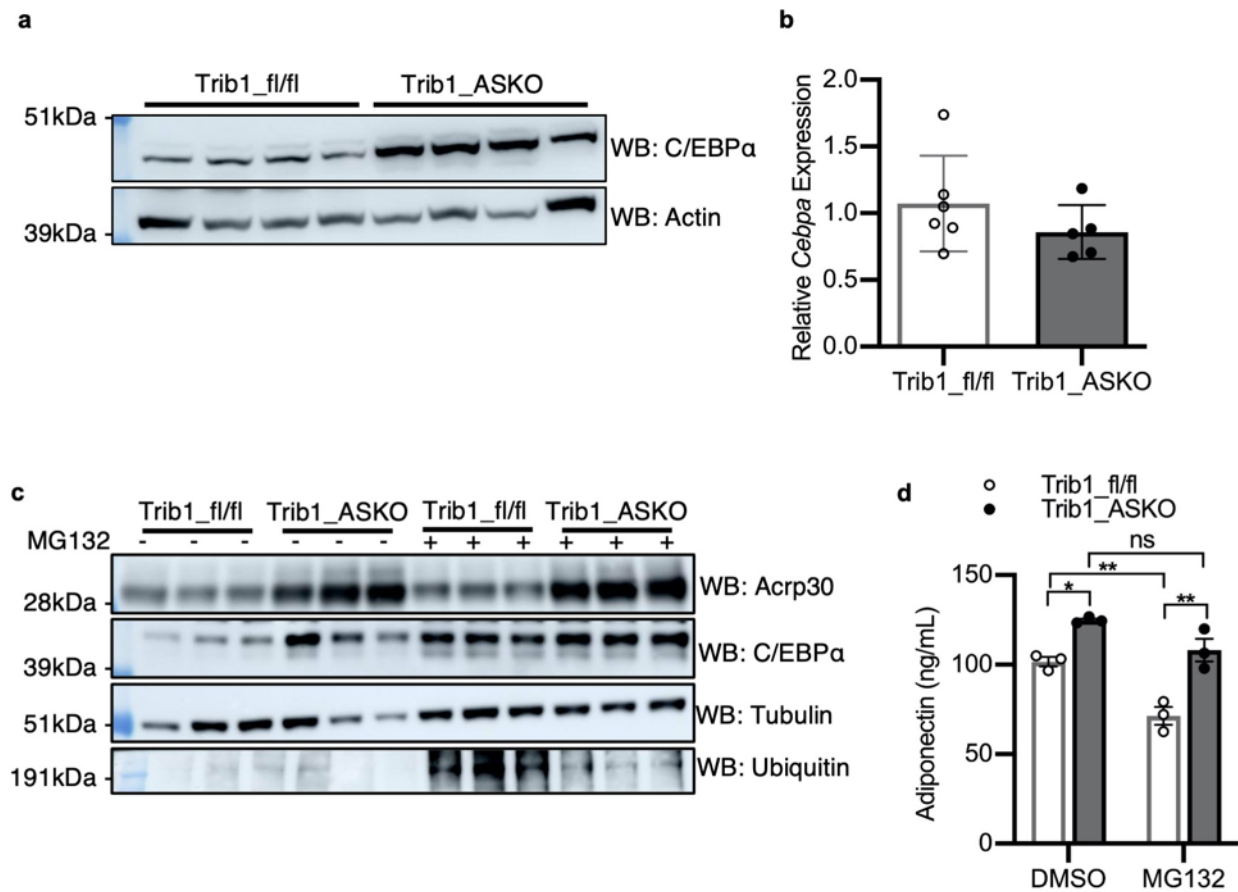 a
Trib1_fl/fl Trib1_ASKO
51kDa
WB: C/EBPα
WB: Actin
39kDa
b
Relative Cebpa Expression
2.0
1.5
1.0
0.5
0.0
Trib1_fl/fl Trib1_ASKO
c
Trib1_fl/fl Trib1_ASKO Trib1_fl/fl Trib1_ASKO
MG132 - - - - - - + + + + + +
WB: Acrp30
28kDa
WB: C/EBPα
39kDa
51kDa WB: Tubulin
WB: Ubiquitin
191kDa
d
Trib1_fl/fl
Trib1_ASKO
ns
**
* **
Adiponectin (ng/mL)
150
100
50
0
DMSO MG132